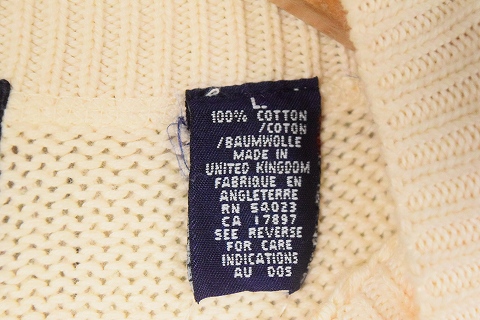 L
100% COTTON
/COTON
/BAUMWOLLE
MADE IN
UNITED KINGDOM
FABRIQUE EN
ANGLETERRE
RN 54023
CA 17897
SEE REVERSE
FOR CARE
INDICATIONS
AU DOS